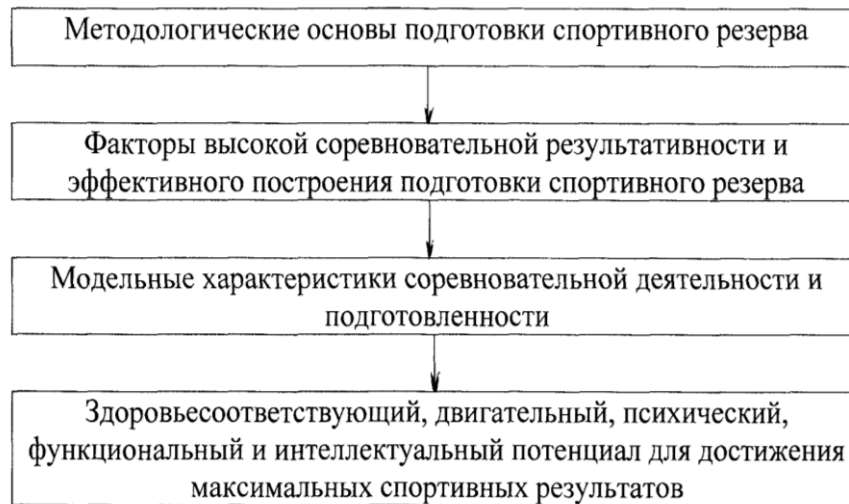 Методологические основы подготовки спортивного резерва
Факторы высокой соревновательной результативности и
эффективного построения подготовки спортивного резерва
Модельные характеристики соревновательной деятельности и
подготовленности
Здоровьесоответствующий, двигательный, психический,
функциональный и интеллектуальный потенциал для достижения
максимальных спортивных результатов